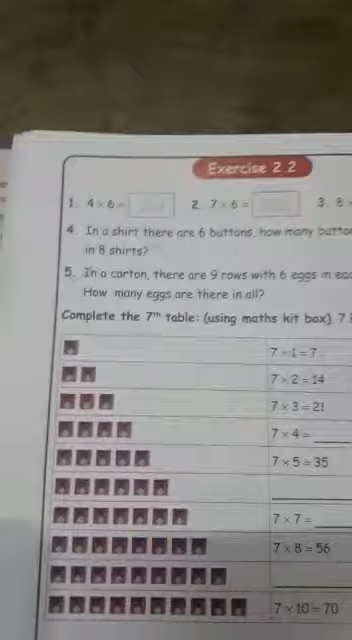 Exercise 2.2
1. 4 × 6 = 2. 7 × 6 = 3. 8 ×
4. In a shirt there are 6 buttons, how many
in 8 shirts?
5. In a carton, there are 9 rows with 6 eggs in
How many eggs are there in all?
Complete the 7th table: (using maths kit box). 7
7 × 1 = 7
7 × 2 = 14
7 × 3 = 21
7 × 4 = ____
7 × 5 = 35
7 × 7 = ____
7 × 8 = 56
7 × 10 = 70